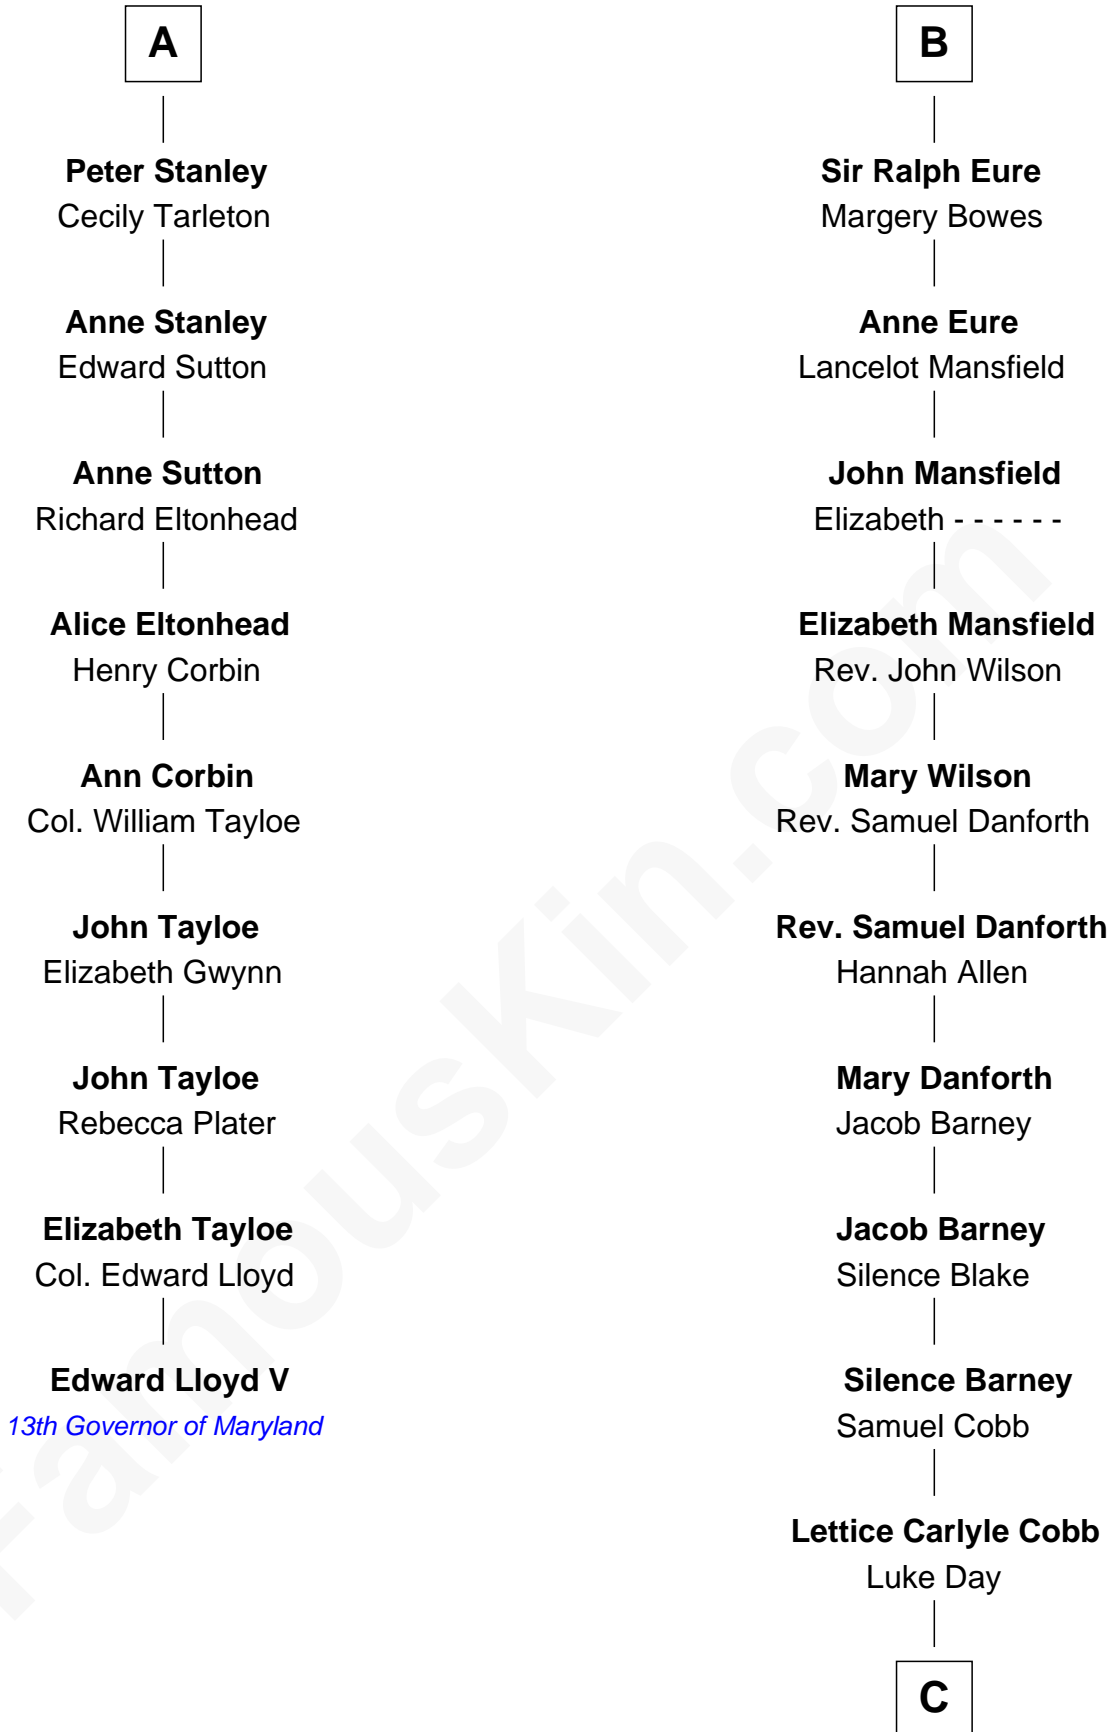 A
Peter Stanley
Cecily Tarleton
Anne Stanley
Edward Sutton
Anne Sutton
Richard Eltonhead
Alice Eltonhead
Henry Corbin
Ann Corbin
Col. William Tayloe
John Tayloe
Elizabeth Gwynn
John Tayloe
Rebecca Plater
Elizabeth Tayloe
Col. Edward Lloyd
Edward Lloyd V
13th Governor of Maryland
B
Sir Ralph Eure
Margery Bowes
Anne Eure
Lancelot Mansfield
John Mansfield
Elizabeth - - - - - -
Elizabeth Mansfield
Rev. John Wilson
Mary Wilson
Rev. Samuel Danforth
Rev. Samuel Danforth
Hannah Allen
Mary Danforth
Jacob Barney
Jacob Barney
Silence Blake
Silence Barney
Samuel Cobb
Lettice Carlyle Cobb
Luke Day
C
FamousKin.com